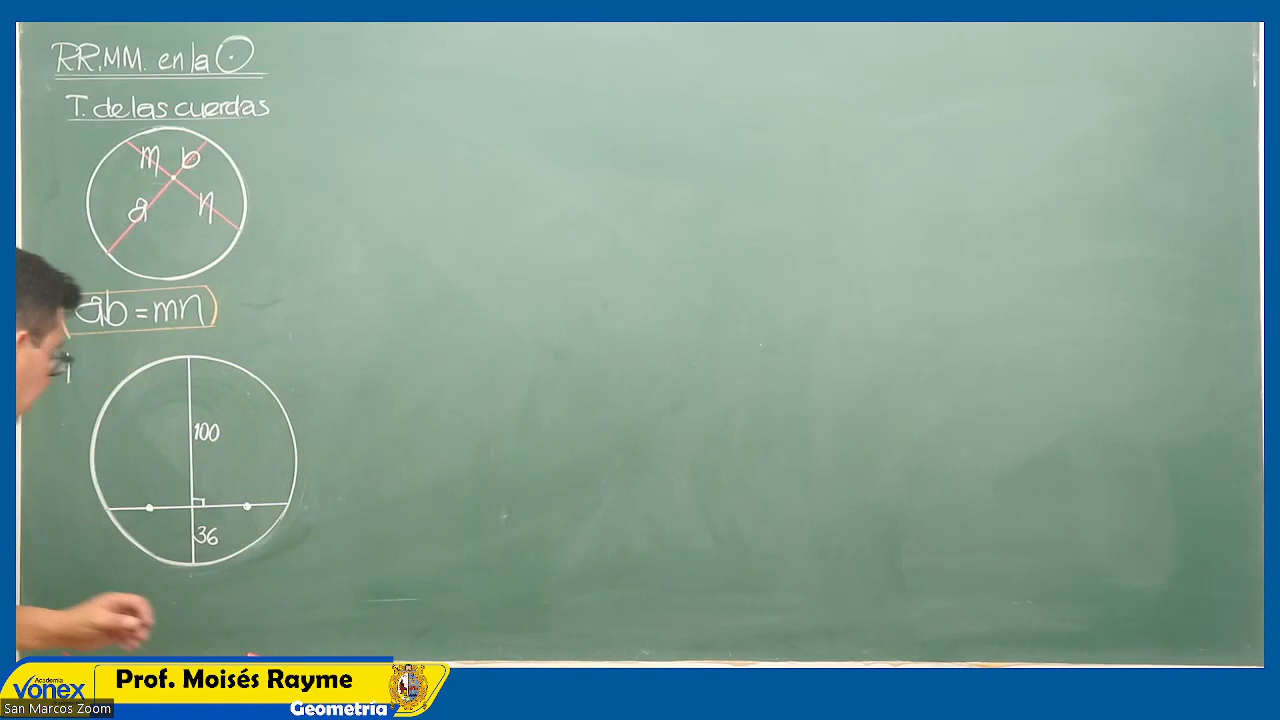 RR.MM. en la
T. de las cuerdas
m b
a n
ab = mn
100
36
Prof. Moisés Rayme
Academia
vonex
Geometría
San Marcos Zoom